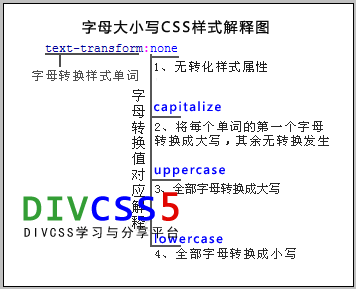 字母大小写CSS样式解释图
text-transform:none
字母转换样式单词
1、无转化样式属性
字母转换值对应解释
capitalize
2、将每个单词的第一个字母
转换成大写，其余无转换发生
uppercase
3、全部字母转换成大写
DIVCSS5
DIVCSS学习与分享平台
lowercase
4、全部字母转换成小写